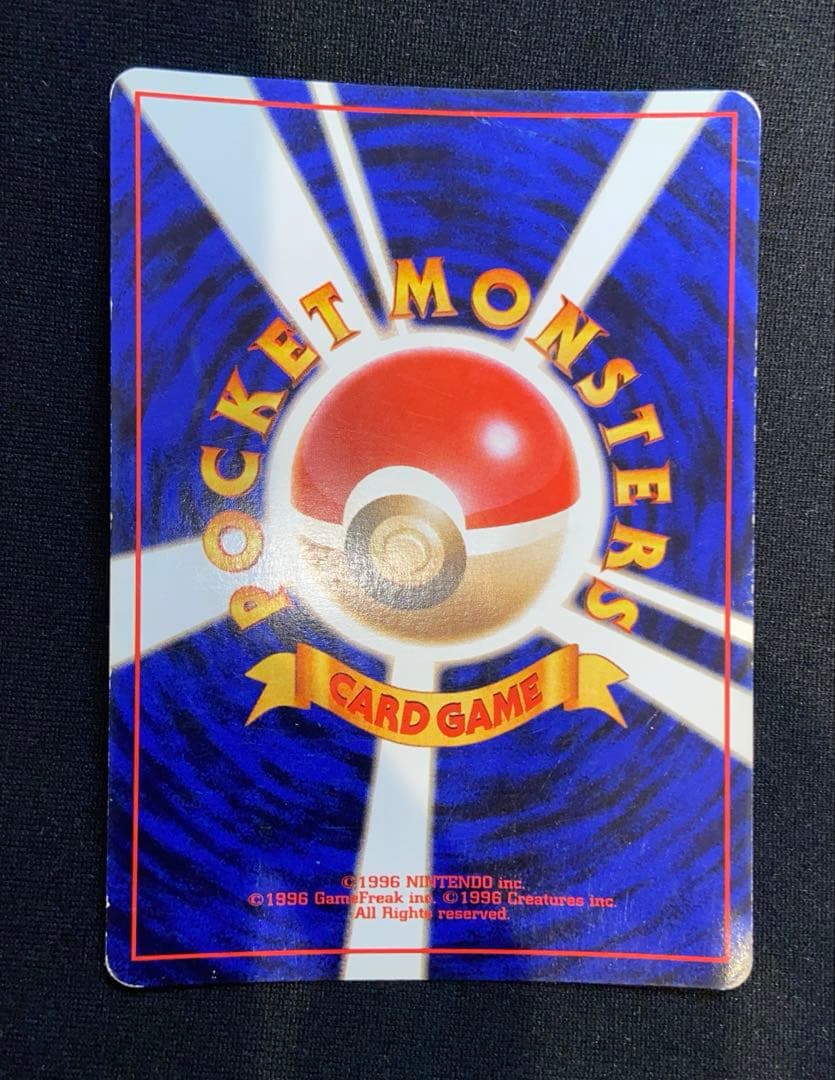 POCKET MONSTERS
CARD GAME
©1996 NINTENDO inc.
©1996 GameFreak inc. ©1996 Creatures inc.
All Rights reserved.